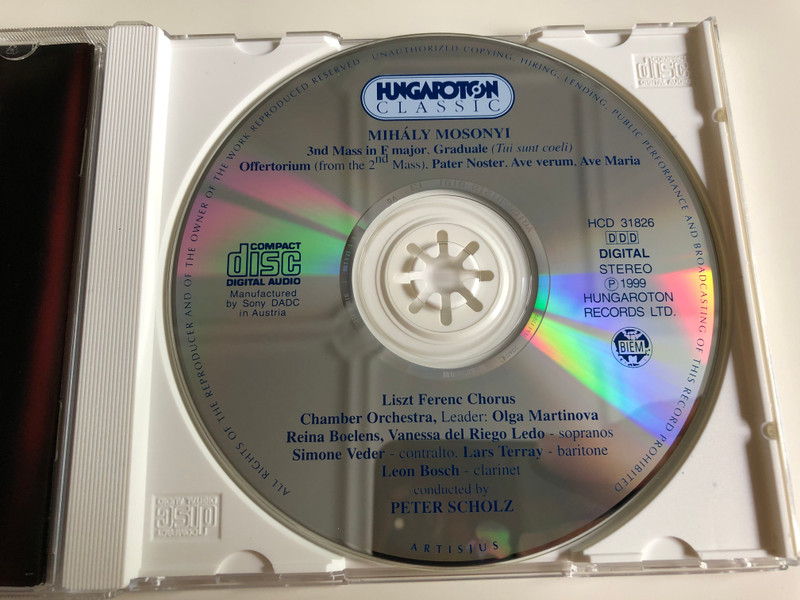 HUNGAROTON
CLASSIC
MIHÁLY MOSONYI
3nd Mass in F major, Graduale (Tui sunt coeli)
Offertorium (from the 2nd Mass), Pater Noster, Ave verum, Ave Maria
COMPACT
disc
DIGITAL AUDIO
Manufactured
by Sony DADC
in Austria
HCD 31826
DDD
DIGITAL
STEREO
Ⓟ 1999
HUNGAROTON
RECORDS LTD.
BIEM
Liszt Ferenc Chorus
Chamber Orchestra, Leader: Olga Martinova
Reina Boelens, Vanessa del Riego Ledo - sopranos
Simone Veder - contralto, Lars Terray - baritone
Leon Bosch - clarinet
conducted by
PETER SCHOLZ
ARTISJUS
ALL RIGHTS OF THE REPRODUCER AND OF THE OWNER OF THE WORK REPRODUCED RESERVED · UNAUTHORIZED COPYING, HIRING, LENDING, PUBLIC PERFORMANCE AND BROADCASTING OF THIS RECORD PROHIBITED
disc
COMPACT
disc
DIGITAL AUDIO